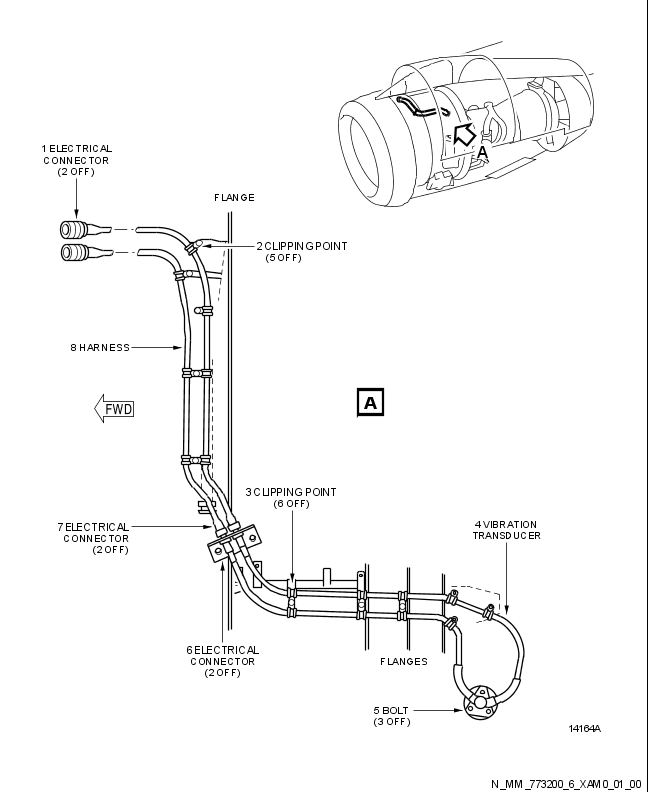 A
1 ELECTRICAL
CONNECTOR
(2 OFF)
FLANGE
2 CLIPPING POINT
(5 OFF)
8 HARNESS
FWD
A
3 CLIPPING POINT
(6 OFF)
7 ELECTRICAL
CONNECTOR
(2 OFF)
4 VIBRATION
TRANSDUCER
6 ELECTRICAL
CONNECTOR
(2 OFF)
FLANGES
5 BOLT
(3 OFF)
14164A
N_MM_773200_6_XAM0_01_00